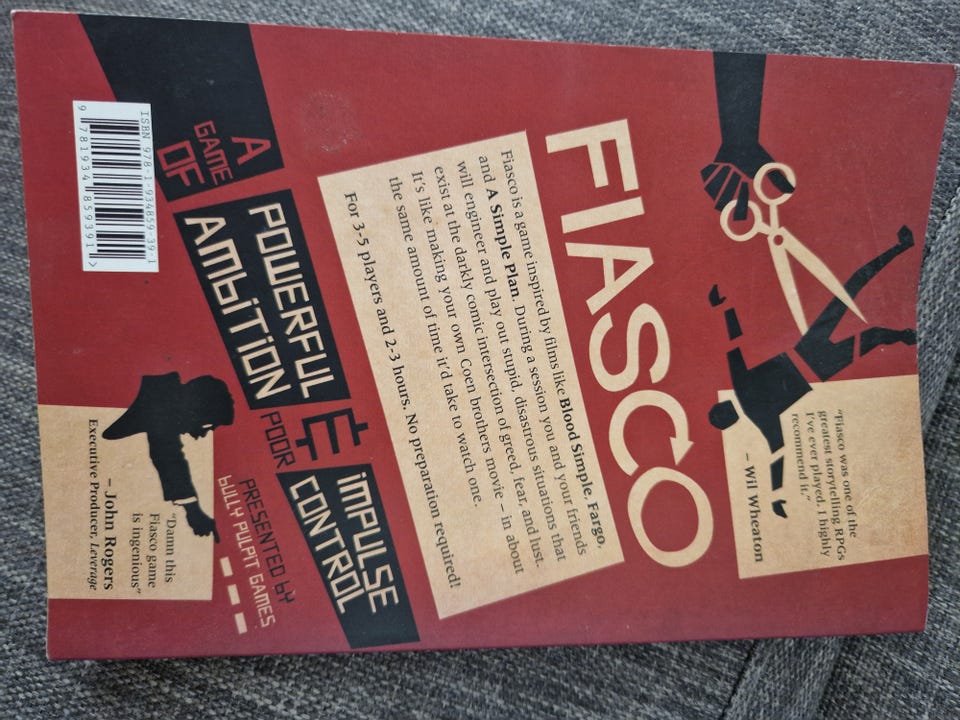 "Fiasco was one of the
greatest storytelling RPGs
I've ever played. I highly
recommend it."
– Wil Wheaton
FIASCO
Fiasco is a game inspired by films like Blood Simple, Fargo,
and A Simple Plan. During a session you and your friends
will engineer and play out stupid, disastrous situations that
exist at the darkly comic intersection of greed, fear, and lust.
It's like making your own Coen brothers movie – in about
the same amount of time it'd take to watch one.
For 3-5 players and 2-3 hours. No preparation required!
A
GAME
OF
POWERFUL
AMBITION
&
POOR
IMPULSE
CONTROL
PRESENTED BY
BULLY PULPIT GAMES
"Damn this
Fiasco game
is ingenious"
– John Rogers
Executive Producer, Leverage
ISBN 978-1-934859-39-1
9 781934 859391 >